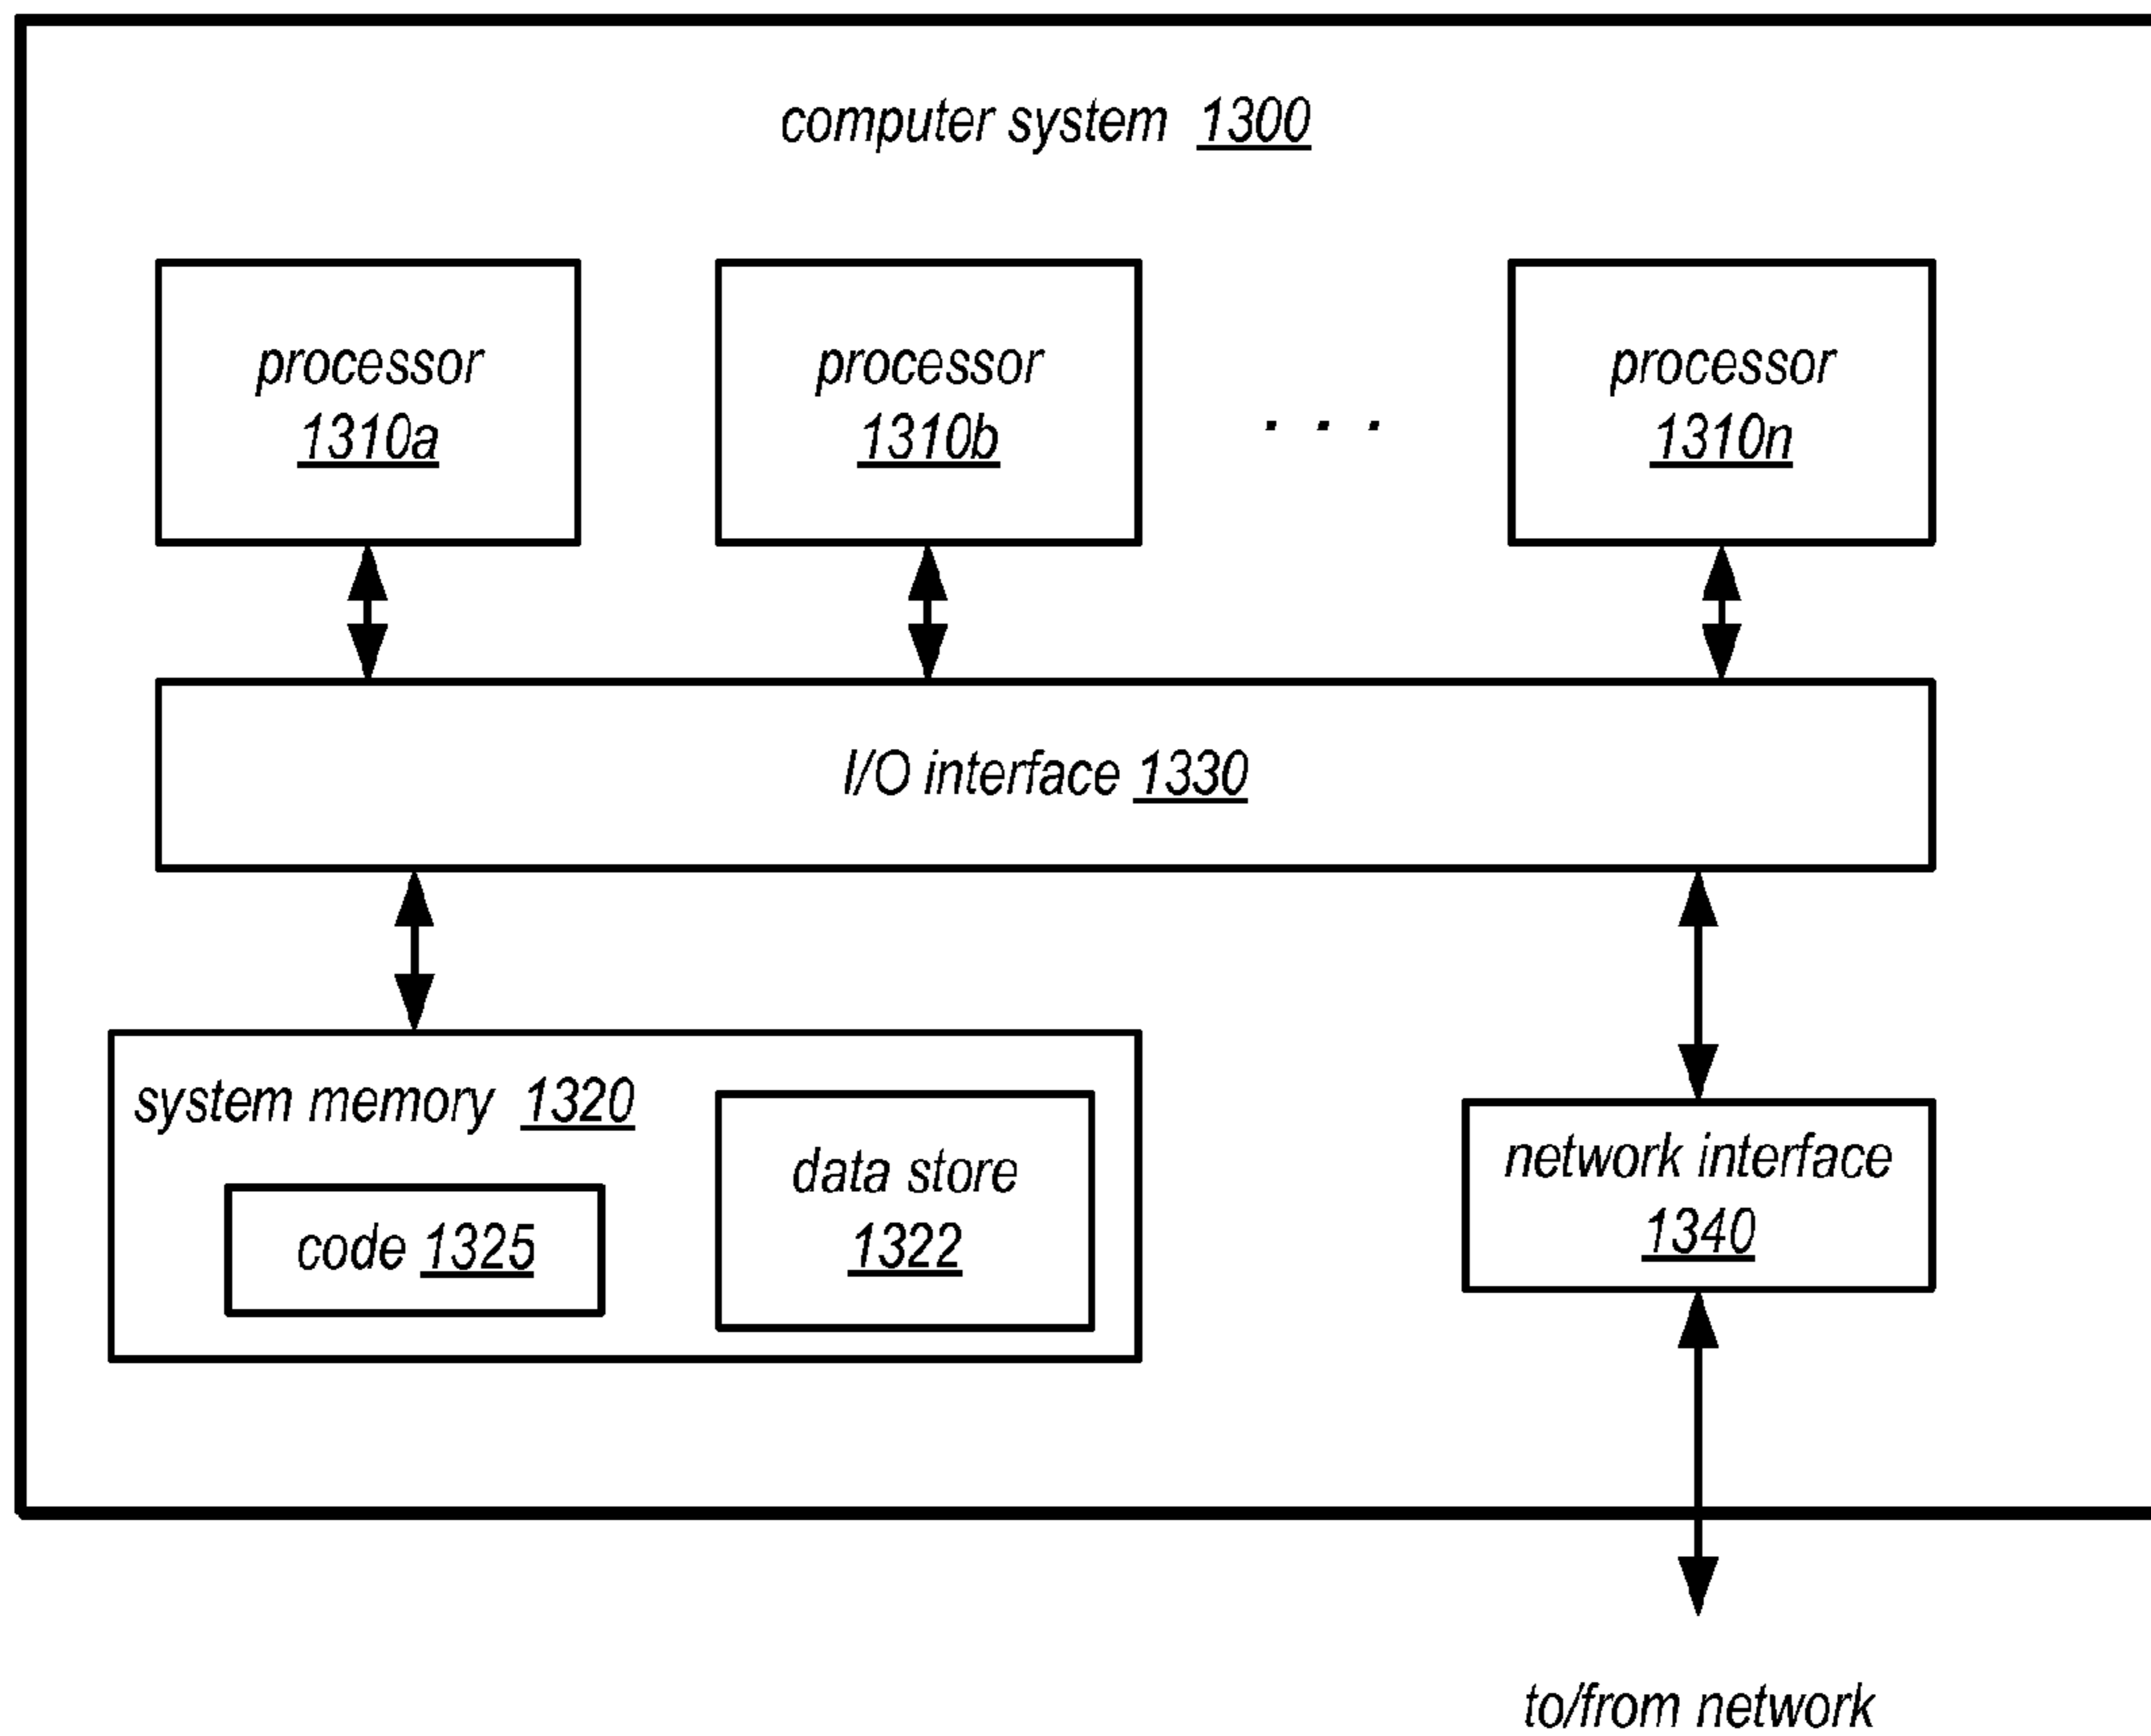 computer system 1300
processor
1310a
processor
1310b
. . .
processor
1310n
I/O interface 1330
system memory 1320
code 1325
data store
1322
network interface
1340
to/from network